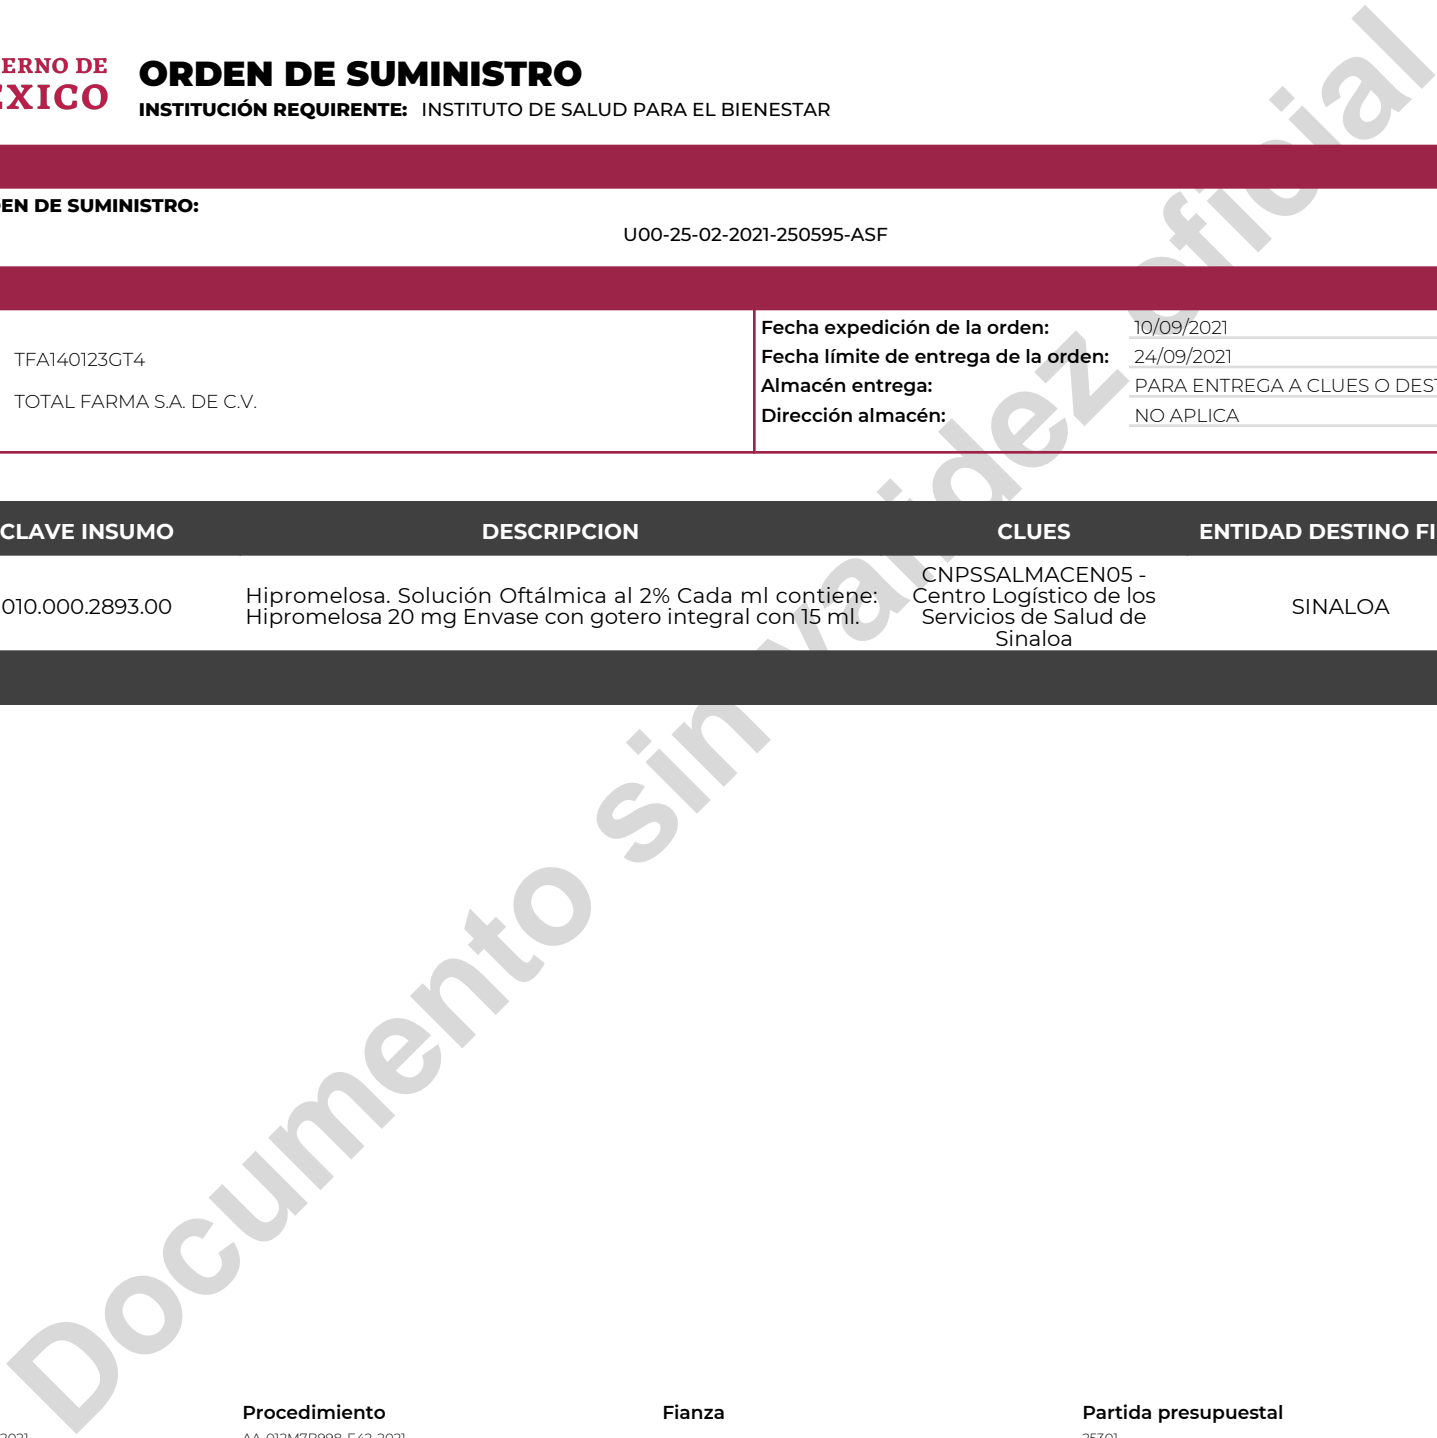 ERNO DE
EXICO
ORDEN DE SUMINISTRO
INSTITUCIÓN REQUIRENTE: INSTITUTO DE SALUD PARA EL BIENESTAR
EN DE SUMINISTRO:
U00-25-02-2021-250595-ASF
TFA140123GT4
TOTAL FARMA S.A. DE C.V.
Fecha expedición de la orden: 10/09/2021
Fecha límite de entrega de la orden: 24/09/2021
Almacén entrega: PARA ENTREGA A CLUES O DEST
Dirección almacén: NO APLICA
CLAVE INSUMO DESCRIPCION CLUES ENTIDAD DESTINO FI
010.000.2893.00
Hipromelosa. Solución Oftálmica al 2% Cada ml contiene:
Hipromelosa 20 mg Envase con gotero integral con 15 ml.
CNPSSALMACEN05 -
Centro Logístico de los
Servicios de Salud de
Sinaloa
SINALOA
Documento sin validez oficial
Procedimiento Fianza Partida presupuestal